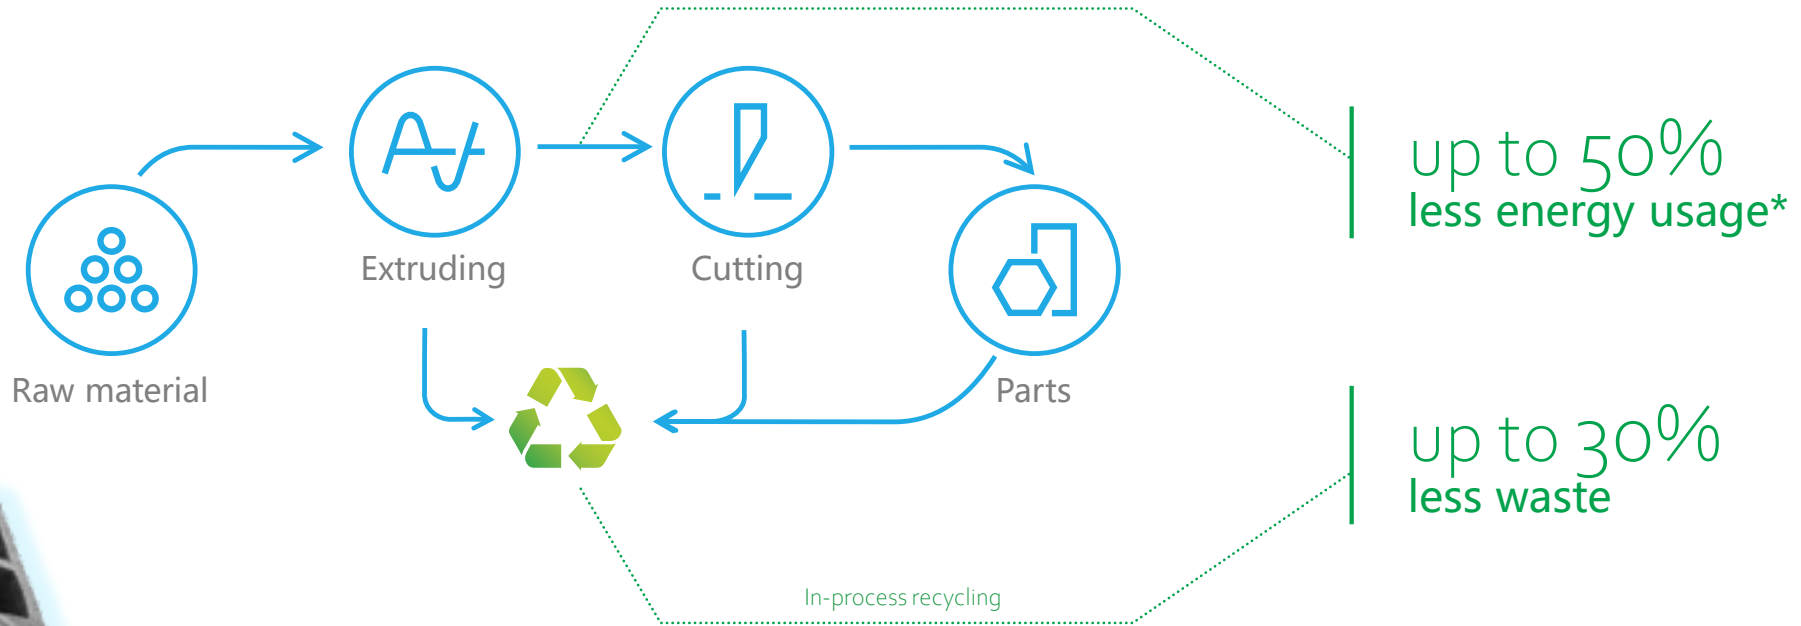 Extruding
Cutting
Raw material
Parts
up to 50%
less energy usage*
up to 30%
less waste
In-process recycling